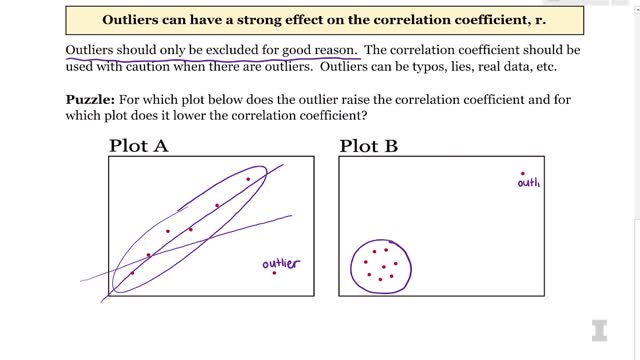 Outliers can have a strong effect on the correlation coefficient, r.
Outliers should only be excluded for good reason. The correlation coefficient should be
used with caution when there are outliers. Outliers can be typos, lies, real data, etc.
Puzzle: For which plot below does the outlier raise the correlation coefficient and for
which plot does it lower the correlation coefficient?
Plot A
Plot B
outli
outlier